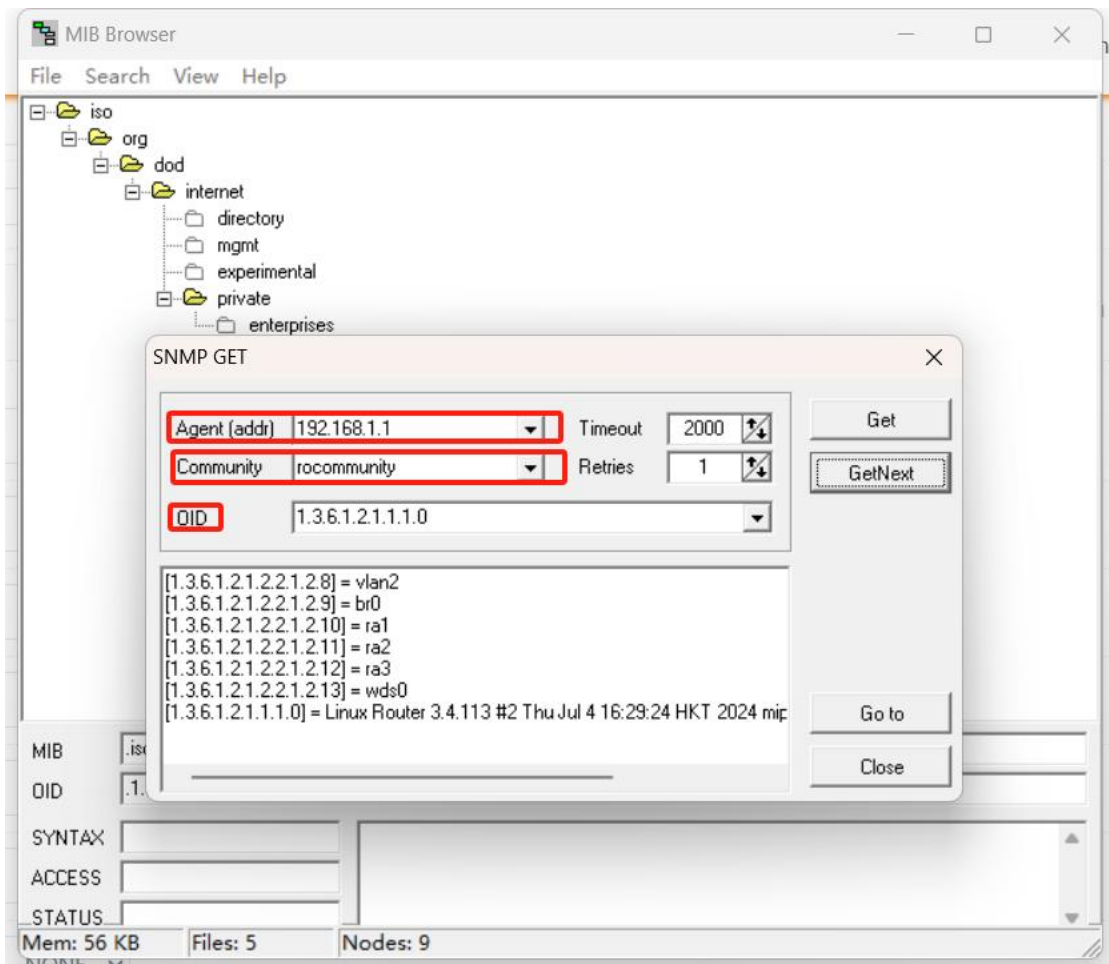 MIB Browser
File Search View Help
iso
org
dod
internet
directory
mgmt
experimental
private
enterprises
SNMP GET
Agent (addr) 192.168.1.1 Timeout 2000 Get
Community rocommunity Retries 1 GetNext
OID 1.3.6.1.2.1.1.1.0
[1.3.6.1.2.1.2.2.1.2.8] = vlan2
[1.3.6.1.2.1.2.2.1.2.9] = br0
[1.3.6.1.2.1.2.2.1.2.10] = ra1
[1.3.6.1.2.1.2.2.1.2.11] = ra2
[1.3.6.1.2.1.2.2.1.2.12] = ra3
[1.3.6.1.2.1.2.2.1.2.13] = wds0
[1.3.6.1.2.1.1.1.0] = Linux Router 3.4.113 #2 Thu Jul 4 16:29:24 HKT 2024 mip
Go to
MIB .iso
Close
OID .1.
SYNTAX
ACCESS
STATUS
Mem: 56 KB Files: 5 Nodes: 9